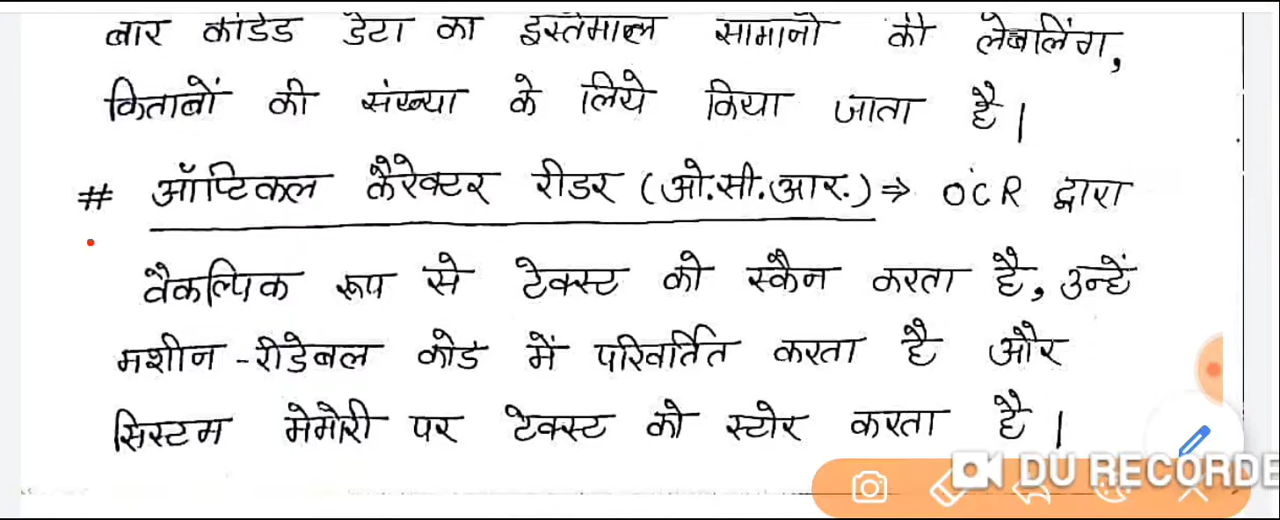 बार कोडेड डेटा का इस्तेमाल सामानों की लेबलिंग,
किताबों की संख्या के लिये किया जाता है।
# ऑप्टिकल कैरेक्टर रीडर (ओ.सी.आर.) ⇒ OCR द्वारा
वैकल्पिक रूप से टेक्स्ट को स्कैन करता है, उन्हें
मशीन-रीडेबल कोड में परिवर्तित करता है और
सिस्टम मेमोरी पर टेक्स्ट को स्टोर करता है।
DU RECORDE